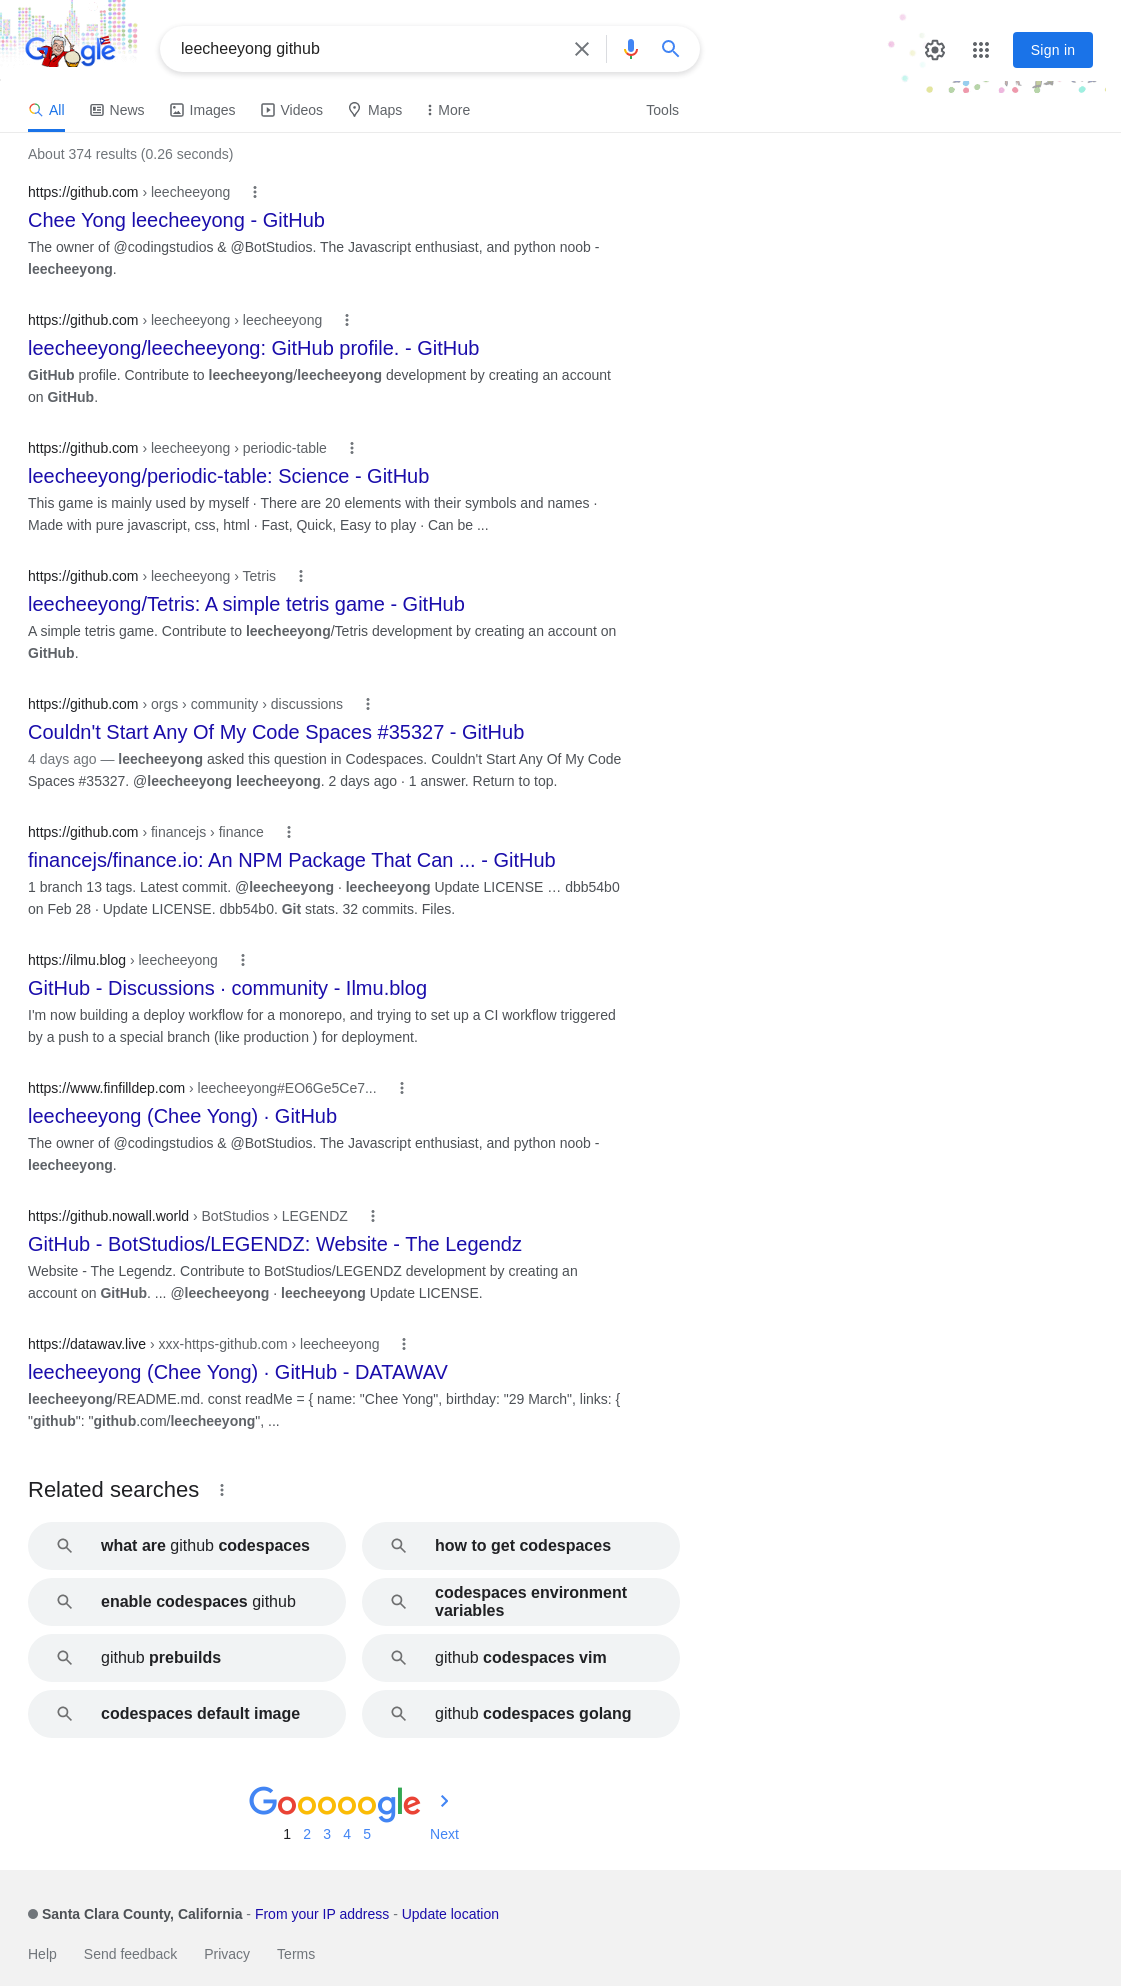 Google
leecheeyong github
Sign in
All News Images Videos Maps More Tools
About 374 results (0.26 seconds)
https://github.com › leecheeyong
Chee Yong leecheeyong - GitHub
The owner of @codingstudios & @BotStudios. The Javascript enthusiast, and python noob -
leecheeyong.
https://github.com › leecheeyong › leecheeyong
leecheeyong/leecheeyong: GitHub profile. - GitHub
GitHub profile. Contribute to leecheeyong/leecheeyong development by creating an account
on GitHub.
https://github.com › leecheeyong › periodic-table
leecheeyong/periodic-table: Science - GitHub
This game is mainly used by myself · There are 20 elements with their symbols and names ·
Made with pure javascript, css, html · Fast, Quick, Easy to play · Can be ...
https://github.com › leecheeyong › Tetris
leecheeyong/Tetris: A simple tetris game - GitHub
A simple tetris game. Contribute to leecheeyong/Tetris development by creating an account on
GitHub.
https://github.com › orgs › community › discussions
Couldn't Start Any Of My Code Spaces #35327 - GitHub
4 days ago — leecheeyong asked this question in Codespaces. Couldn't Start Any Of My Code
Spaces #35327. @leecheeyong leecheeyong. 2 days ago · 1 answer. Return to top.
https://github.com › financejs › finance
financejs/finance.io: An NPM Package That Can ... - GitHub
1 branch 13 tags. Latest commit. @leecheeyong · leecheeyong Update LICENSE … dbb54b0
on Feb 28 · Update LICENSE. dbb54b0. Git stats. 32 commits. Files.
https://ilmu.blog › leecheeyong
GitHub - Discussions · community - Ilmu.blog
I'm now building a deploy workflow for a monorepo, and trying to set up a CI workflow triggered
by a push to a special branch (like production ) for deployment.
https://www.finfilldep.com › leecheeyong#EO6Ge5Ce7...
leecheeyong (Chee Yong) · GitHub
The owner of @codingstudios & @BotStudios. The Javascript enthusiast, and python noob -
leecheeyong.
https://github.nowall.world › BotStudios › LEGENDZ
GitHub - BotStudios/LEGENDZ: Website - The Legendz
Website - The Legendz. Contribute to BotStudios/LEGENDZ development by creating an
account on GitHub. ... @leecheeyong · leecheeyong Update LICENSE.
https://datawav.live › xxx-https-github.com › leecheeyong
leecheeyong (Chee Yong) · GitHub - DATAWAV
leecheeyong/README.md. const readMe = { name: "Chee Yong", birthday: "29 March", links: {
"github": "github.com/leecheeyong", ...
Related searches
what are github codespaces
how to get codespaces
enable codespaces github
codespaces environment
variables
github prebuilds
github codespaces vim
codespaces default image
github codespaces golang
Gooooogle
1 2 3 4 5 Next
Santa Clara County, California - From your IP address - Update location
Help Send feedback Privacy Terms